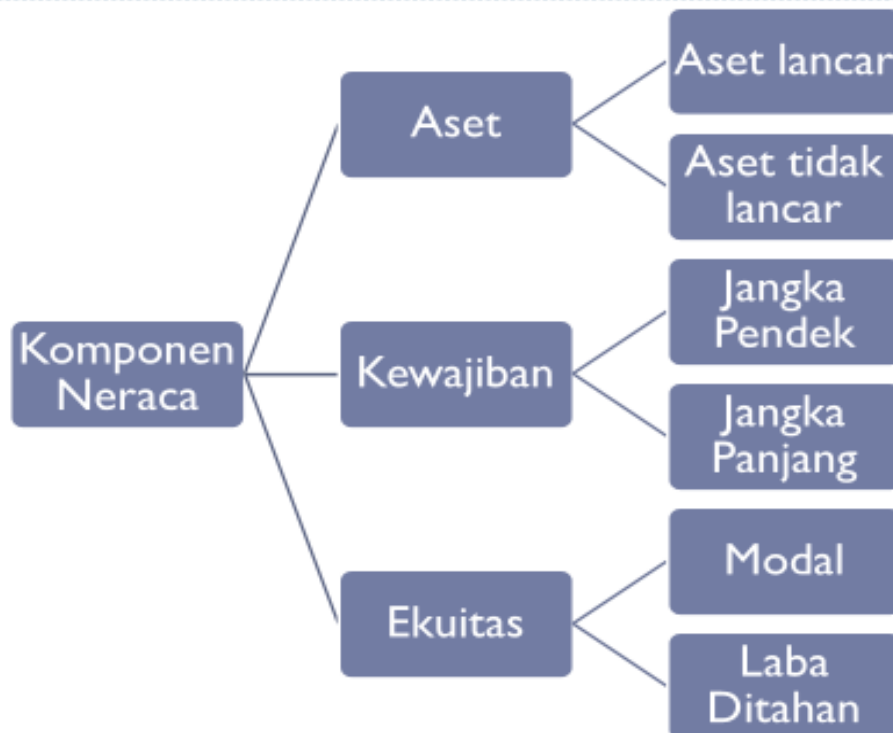 Komponen
Neraca
Aset
Aset lancar
Aset tidak
lancar
Kewajiban
Jangka
Pendek
Jangka
Panjang
Ekuitas
Modal
Laba
Ditahan